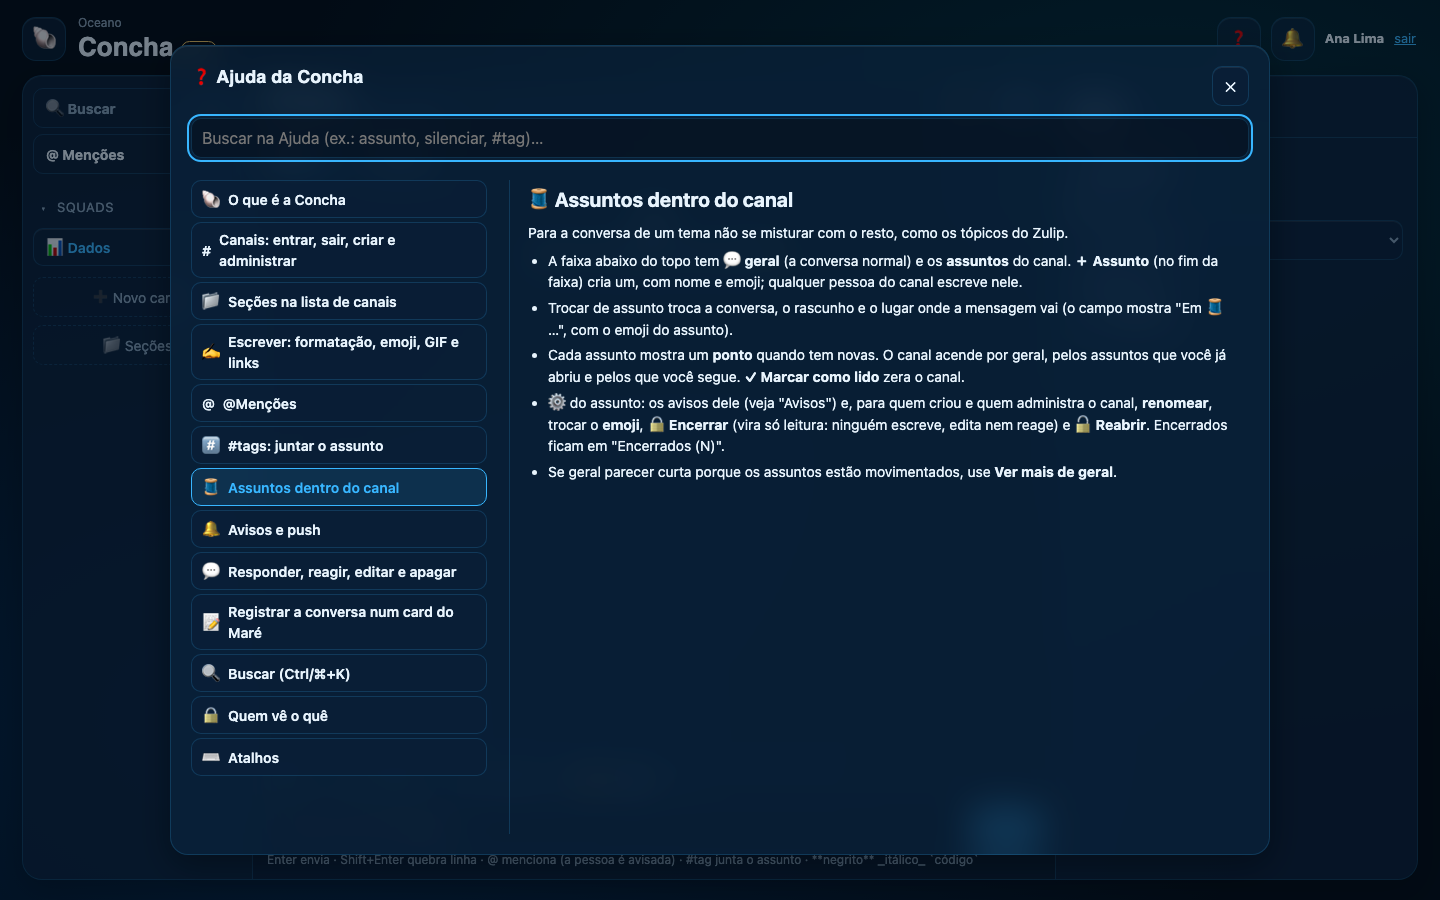 Oceano
Concha
Ana Lima
sair
❓ Ajuda da Concha
✕
Buscar na Ajuda (ex.: assunto, silenciar, #tag)...
Buscar
@ Menções
SQUADS
Dados
Novo can
Seções
O que é a Concha
# Canais: entrar, sair, criar e
administrar
Seções na lista de canais
Escrever: formatação, emoji, GIF e
links
@ @Menções
#tags: juntar o assunto
Assuntos dentro do canal
Avisos e push
Responder, reagir, editar e apagar
Registrar a conversa num card do
Maré
Buscar (Ctrl/⌘+K)
Quem vê o quê
Atalhos
🧵 Assuntos dentro do canal
Para a conversa de um tema não se misturar com o resto, como os tópicos do Zulip.
• A faixa abaixo do topo tem 💬 geral (a conversa normal) e os assuntos do canal. + Assunto (no fim da
faixa) cria um, com nome e emoji; qualquer pessoa do canal escreve nele.
• Trocar de assunto troca a conversa, o rascunho e o lugar onde a mensagem vai (o campo mostra "Em 🧵
...", com o emoji do assunto).
• Cada assunto mostra um ponto quando tem novas. O canal acende por geral, pelos assuntos que você já
abriu e pelos que você segue. ✓ Marcar como lido zera o canal.
• ⚙️ do assunto: os avisos dele (veja "Avisos") e, para quem criou e quem administra o canal, renomear,
trocar o emoji, 🔒 Encerrar (vira só leitura: ninguém escreve, edita nem reage) e 🔓 Reabrir. Encerrados
ficam em "Encerrados (N)".
• Se geral parecer curta porque os assuntos estão movimentados, use Ver mais de geral.
Enter envia · Shift+Enter quebra linha · @ menciona (a pessoa é avisada) · #tag junta o assunto · **negrito** _itálico_ `código`